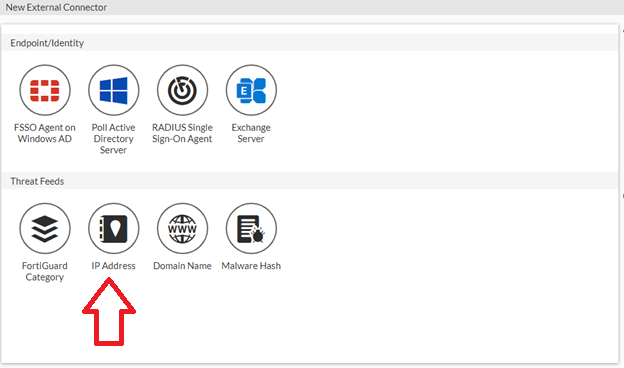 New External Connector
Endpoint/Identity
FSSO Agent on
Windows AD
Poll Active
Directory
Server
RADIUS Single
Sign-On Agent
E
Exchange
Server
Threat Feeds
WWW
FortiGuard
Category
IP Address
Domain Name
Malware Hash